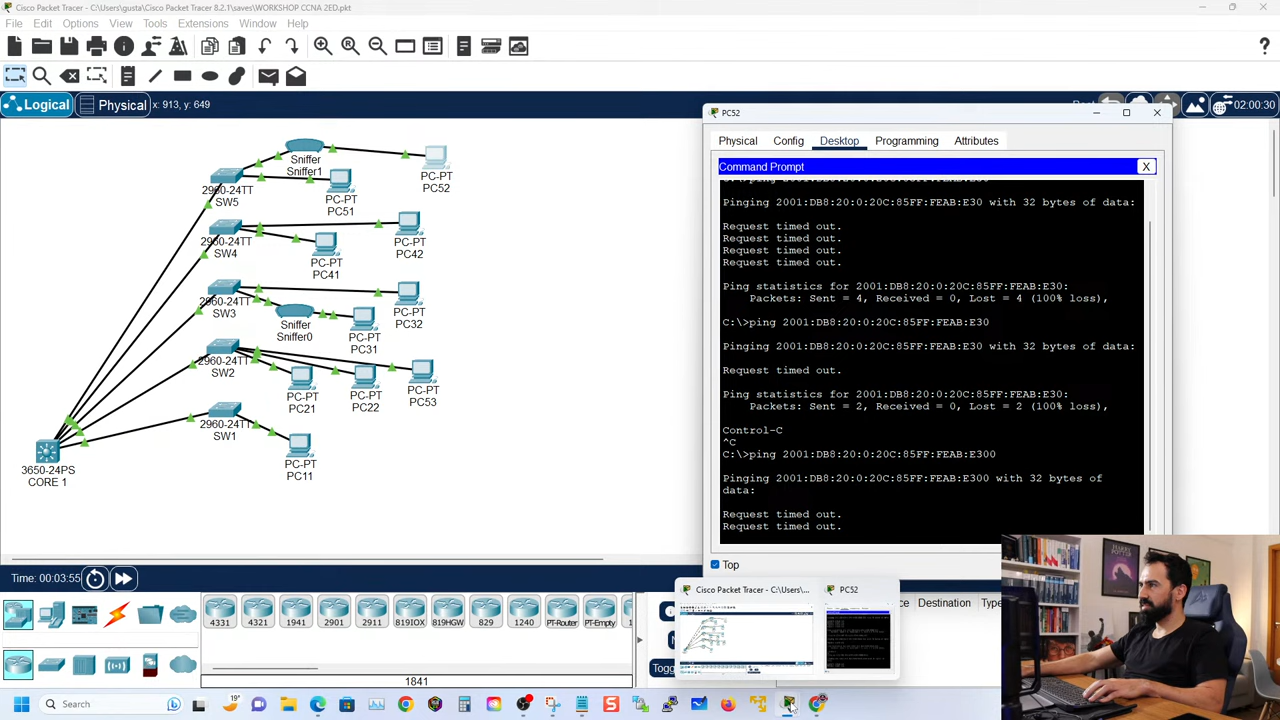 Cisco Packet Tracer - C:\Users\gusta\Cisco Packet Tracer 8.2.1\saves\WORKSHOP CCNA 2ED.pkt
File Edit Options View Tools Extensions Window Help
Logical Physical x: 913, y: 649
02:00:30
PC52
Physical Config Desktop Programming Attributes
Command Prompt X
Pinging 2001:DB8:20:0:20C:85FF:FEAB:E30 with 32 bytes of data:
Request timed out.
Request timed out.
Request timed out.
Request timed out.
Ping statistics for 2001:DB8:20:0:20C:85FF:FEAB:E30:
Packets: Sent = 4, Received = 0, Lost = 4 (100% loss),
C:\>ping 2001:DB8:20:0:20C:85FF:FEAB:E30
Pinging 2001:DB8:20:0:20C:85FF:FEAB:E30 with 32 bytes of data:
Request timed out.
Ping statistics for 2001:DB8:20:0:20C:85FF:FEAB:E30:
Packets: Sent = 2, Received = 0, Lost = 2 (100% loss),
Control-C
^C
C:\>ping 2001:DB8:20:0:20C:85FF:FEAB:E300
Pinging 2001:DB8:20:0:20C:85FF:FEAB:E300 with 32 bytes of
data:
Request timed out.
Request timed out.
Top
Sniffer
Sniffer1
PC-PT
PC52
2960-24TT
SW5
PC-PT
PC51
2960-24TT
SW4
PC-PT
PC42
PC-PT
PC41
2960-24TT
SW3
Sniffer
Sniffer0
PC-PT
PC32
PC-PT
PC31
2960-24TT
SW2
PC-PT
PC21
PC-PT
PC22
PC-PT
PC53
2960-24TT
SW1
PC-PT
PC11
3650-24PS
CORE 1
Time: 03:03:55
Cisco Packet Tracer - C:\Users\... PC52
Destination
4331 4321 1941 2901 2911 819IOX 819HGW 829 1240 PT-Router PT-Empty
1841
Search
19°